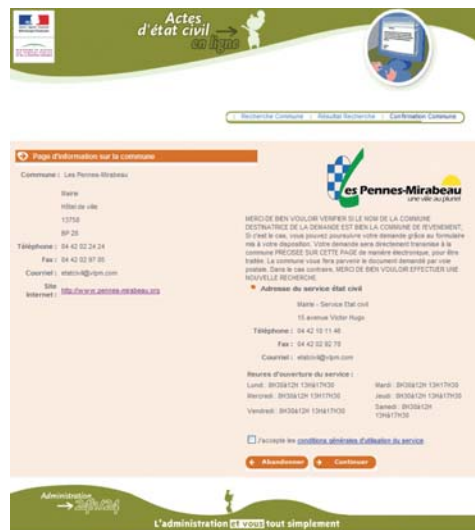 Actes
d'état civil
en ligne
Recherche Commune | Résultat Recherche | Confirmation Commune
Page d'information sur la commune
Commune : Les Pennes-Mirabeau
Mairie
Hôtel de ville
13758
BP 28
Téléphone : 04 42 02 24 24
Fax : 04 42 02 97 95
Courriel : etatcivil@vlpm.com
Site
Internet : http://www.pennes-mirabeau.org
Les Pennes-Mirabeau
une ville au pluriel
MERCI DE BIEN VOULOIR VERIFIER SI LE NOM DE LA COMMUNE
DESTINATRICE DE LA DEMANDE EST BIEN LA COMMUNE DE l'EVENEMENT.
Si c'est le cas, vous pouvez poursuivre votre demande grâce au formulaire
mis à votre disposition. Votre demande sera directement transmise à la
commune PRECISEE SUR CETTE PAGE de manière électronique, pour être
traitée. La commune vous fera parvenir le document demandé par voie
postale. Dans le cas contraire, MERCI DE BIEN VOULOIR EFFECTUER UNE
NOUVELLE RECHERCHE.
Adresse du service état civil
Mairie - Service Etat civil
15 avenue Victor Hugo
Téléphone : 04 42 10 11 46
Fax : 04 42 02 82 78
Courriel : etatcivil@vlpm.com
Heures d'ouverture du service :
Lundi : 8H30à12H 13H17H30 Mardi : 8H30à12H 13H17H30
Mercredi : 8H30à12H 13H17H30 Jeudi : 8H30à12H 13H17H30
Vendredi : 8H30à12H 13Hà17H30 Samedi : 8H30à12H
13Hà17H30
J'accepte les conditions générales d'utilisation du service
Abandonner Continuer
Administration
24h/24
L'administration et vous tout simplement